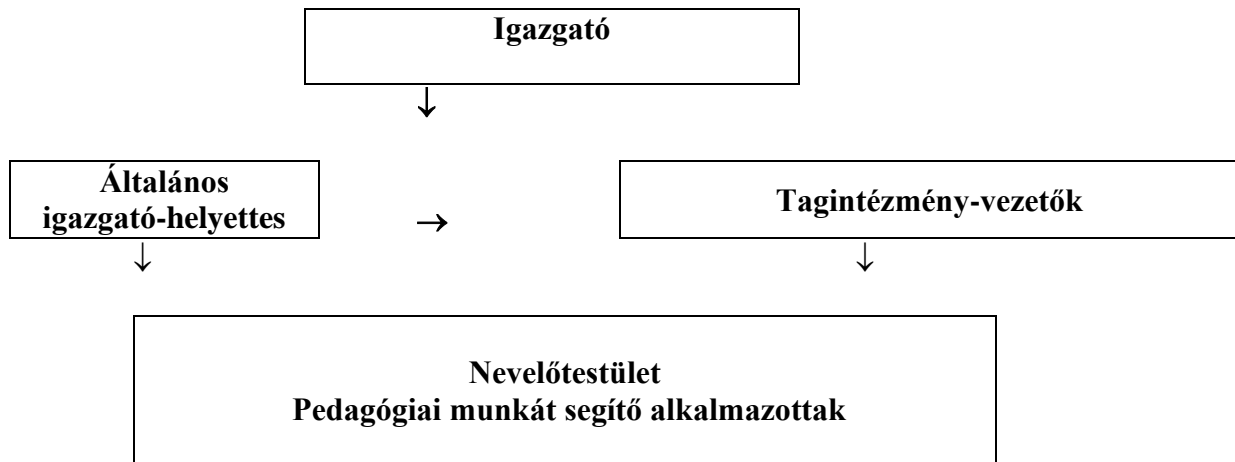 Igazgató
↓
Általános
igazgató-helyettes
→
Tagintézmény-vezetők
↓
↓
Nevelőtestület
Pedagógiai munkát segítő alkalmazottak